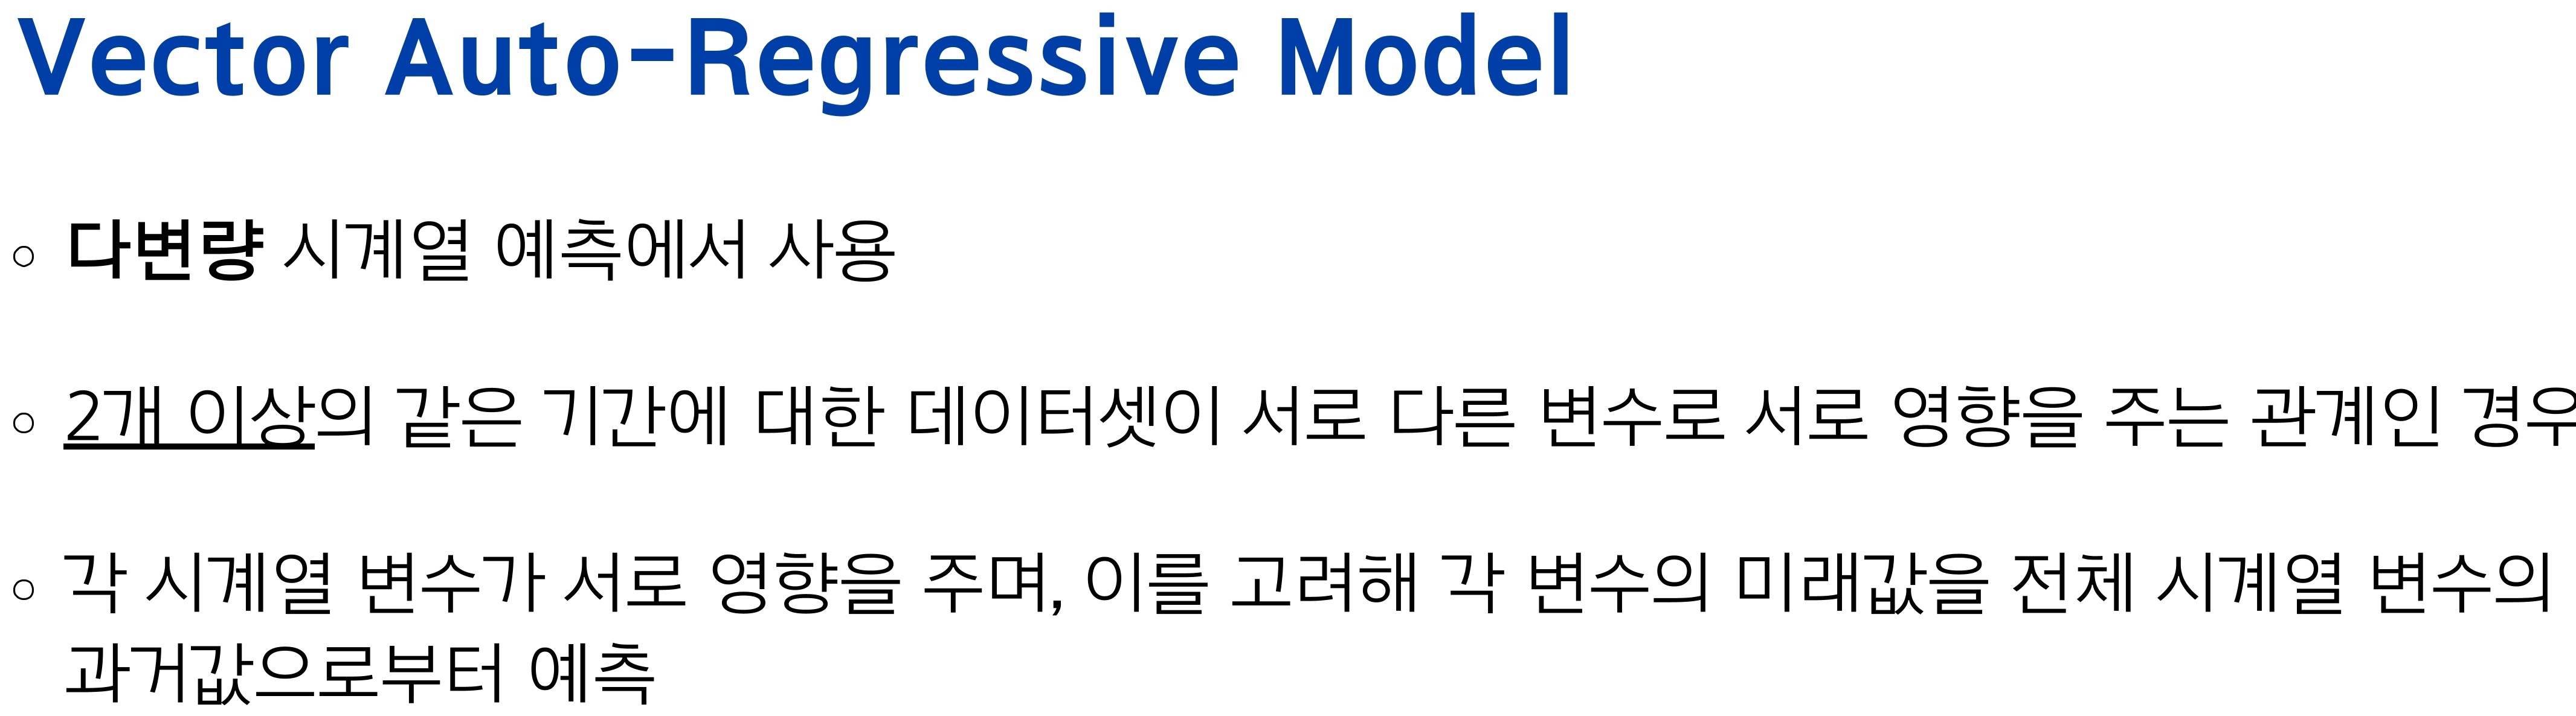 Vector Auto-Regressive Model
○ 다변량 시계열 예측에서 사용
○ 2개 이상의 같은 기간에 대한 데이터셋이 서로 다른 변수로 서로 영향을 주는 관계인 경우
○ 각 시계열 변수가 서로 영향을 주며, 이를 고려해 각 변수의 미래값을 전체 시계열 변수의
과거값으로부터 예측